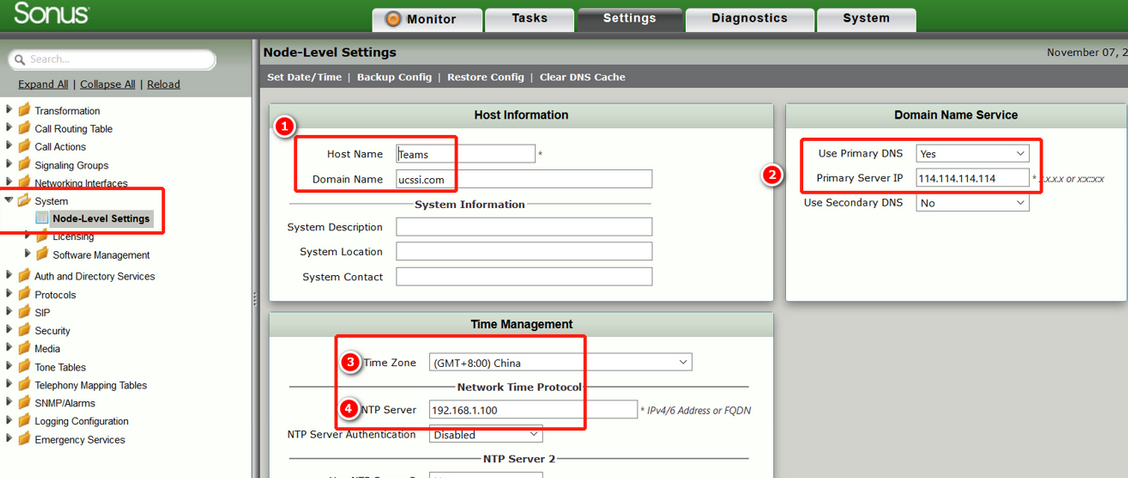 Sonus
Monitor Tasks Settings Diagnostics System
Search...
Expand All | Collapse All | Reload
Transformation
Call Routing Table
Call Actions
Signaling Groups
Networking Interfaces
System
Node-Level Settings
Licensing
Software Management
Auth and Directory Services
Protocols
SIP
Security
Media
Tone Tables
Telephony Mapping Tables
SNMP/Alarms
Logging Configuration
Emergency Services
Node-Level Settings
November 07, 2
Set Date/Time | Backup Config | Restore Config | Clear DNS Cache
Host Information
1
Host Name Teams *
Domain Name ucssi.com
System Information
System Description
System Location
System Contact
Domain Name Service
Use Primary DNS Yes
2
Primary Server IP 114.114.114.114 * x.x.x.x or xx:xx
Use Secondary DNS No
Time Management
3 Time Zone (GMT+8:00) China
Network Time Protocol
4 NTP Server 192.168.1.100 * IPv4/6 Address or FQDN
NTP Server Authentication Disabled
NTP Server 2